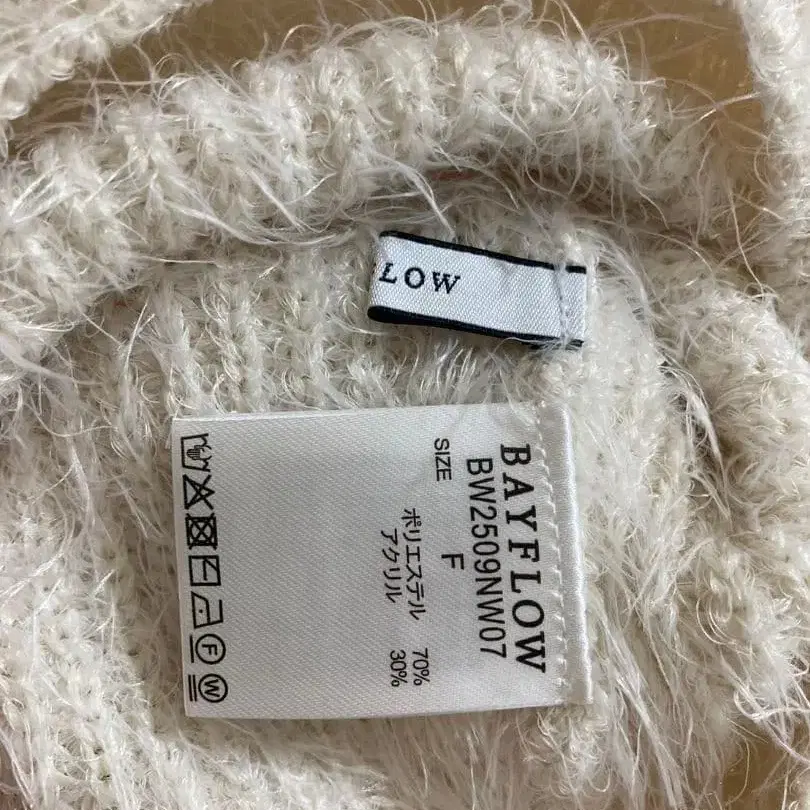 LOW
BAYFLOW
BW2509NW07
SIZE F
ポリエステル 70%
アクリル 30%
F
W